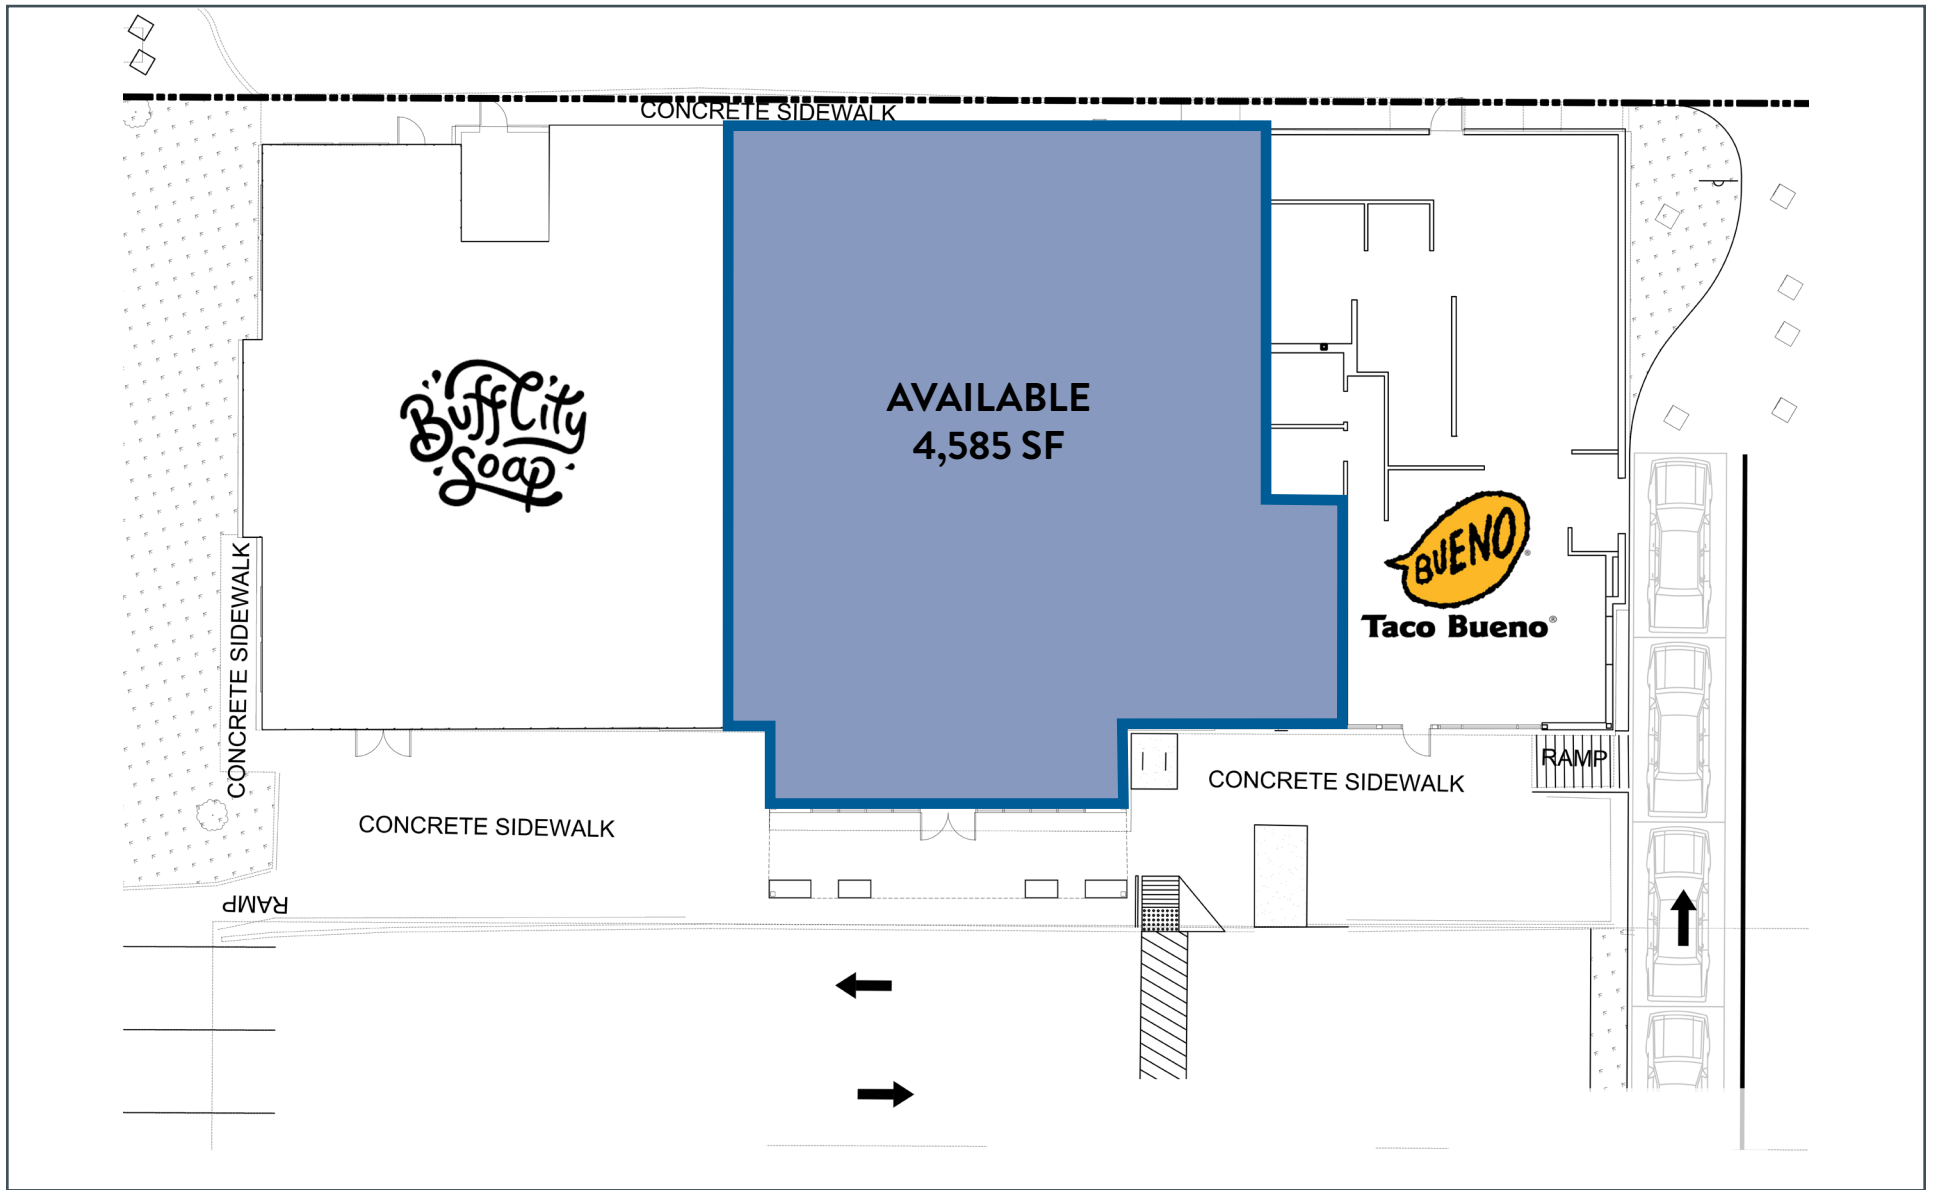 CONCRETE SIDEWALK
AVAILABLE
4,585 SF
Buff City
Soap
BUENO
Taco Bueno®
CONCRETE SIDEWALK
RAMP
CONCRETE SIDEWALK
CONCRETE SIDEWALK
RAMP